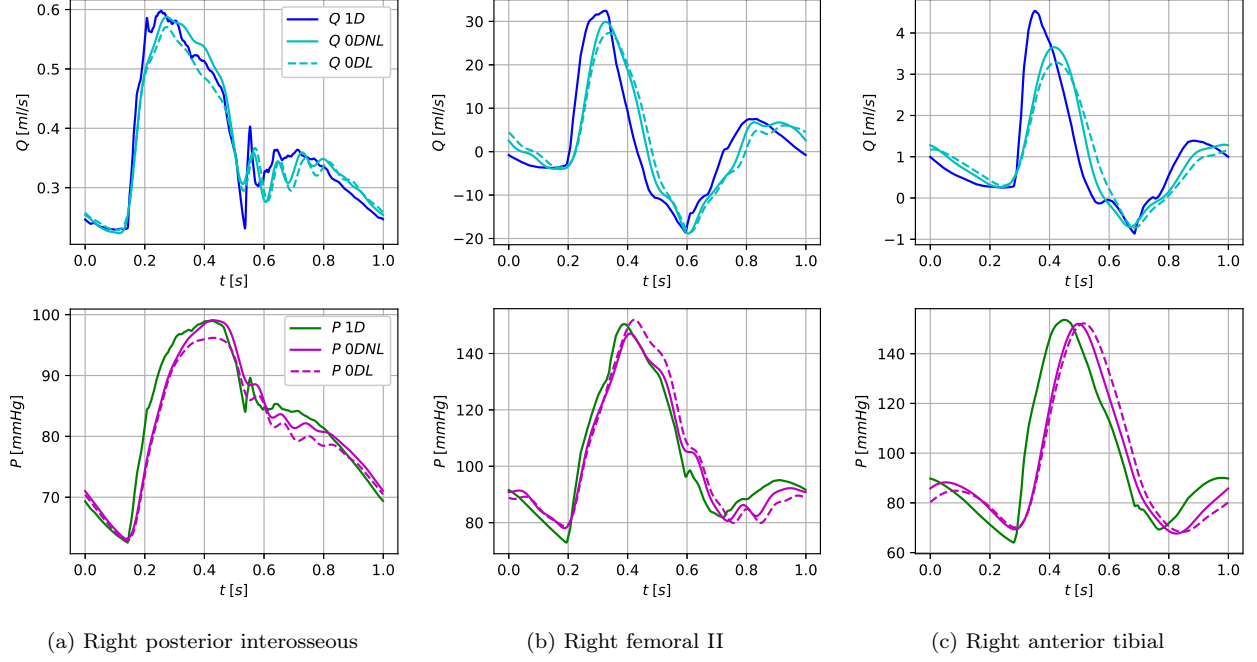 0.6
0.5
0.4
0.3
Q [ml/s]
0.0 0.2 0.4 0.6 0.8 1.0
t [s]
Q 1D
Q 0DNL
Q 0DL
30
20
10
0
−10
−20
Q [ml/s]
0.0 0.2 0.4 0.6 0.8 1.0
t [s]
4
3
2
1
0
−1
Q [ml/s]
0.0 0.2 0.4 0.6 0.8 1.0
t [s]
100
90
80
70
P [mmHg]
0.0 0.2 0.4 0.6 0.8 1.0
t [s]
P 1D
P 0DNL
P 0DL
140
120
100
80
P [mmHg]
0.0 0.2 0.4 0.6 0.8 1.0
t [s]
140
120
100
80
60
P [mmHg]
0.0 0.2 0.4 0.6 0.8 1.0
t [s]
(a) Right posterior interosseous
(b) Right femoral II
(c) Right anterior tibial